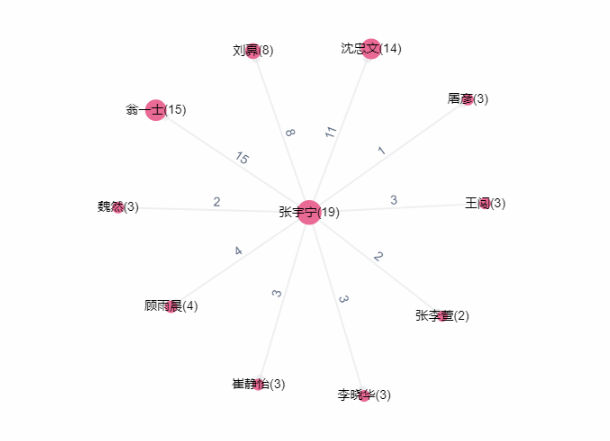 刘真(8)
沈忠文(14)
屠彦(3)
翁一士(15)
8
11
1
15
魏然(3)
2
张宇宁(19)
3
王闯(3)
4
2
顾雨晨(4)
3
3
张李萱(2)
崔静怡(3)
李晓华(3)